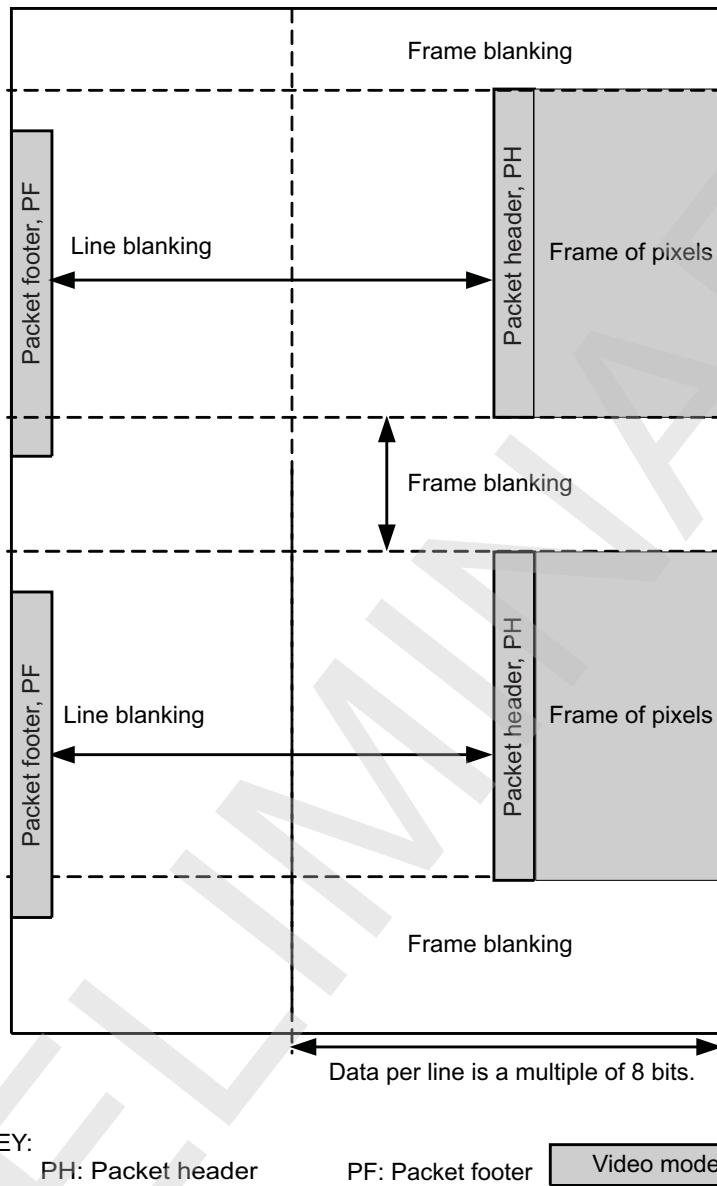 Frame blanking
Packet footer, PF
Line blanking
Packet header, PH
Frame of pixels
Frame blanking
Packet footer, PF
Line blanking
Packet header, PH
Frame of pixels
Frame blanking
Data per line is a multiple of 8 bits.
EY:
PH: Packet header PF: Packet footer Video mode
ELIMINA